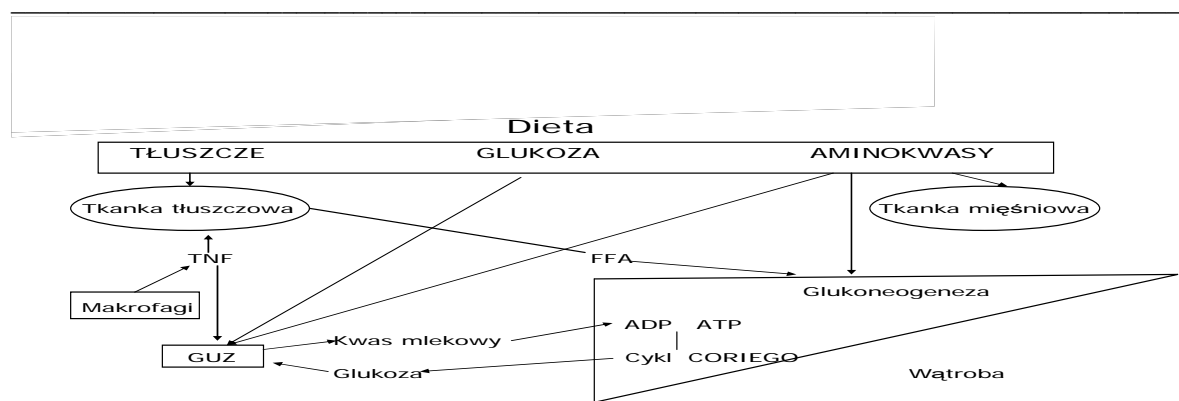 Dieta
TŁUSZCZE GLUKOZA AMINOKWASY
Tkanka tłuszczowa Tkanka mięśniowa
TNF FFA
Makrofagi Glukoneogeneza
ADP ATP
GUZ Kwas mlekowy
Cykl CORIEGO
Glukoza Wątroba